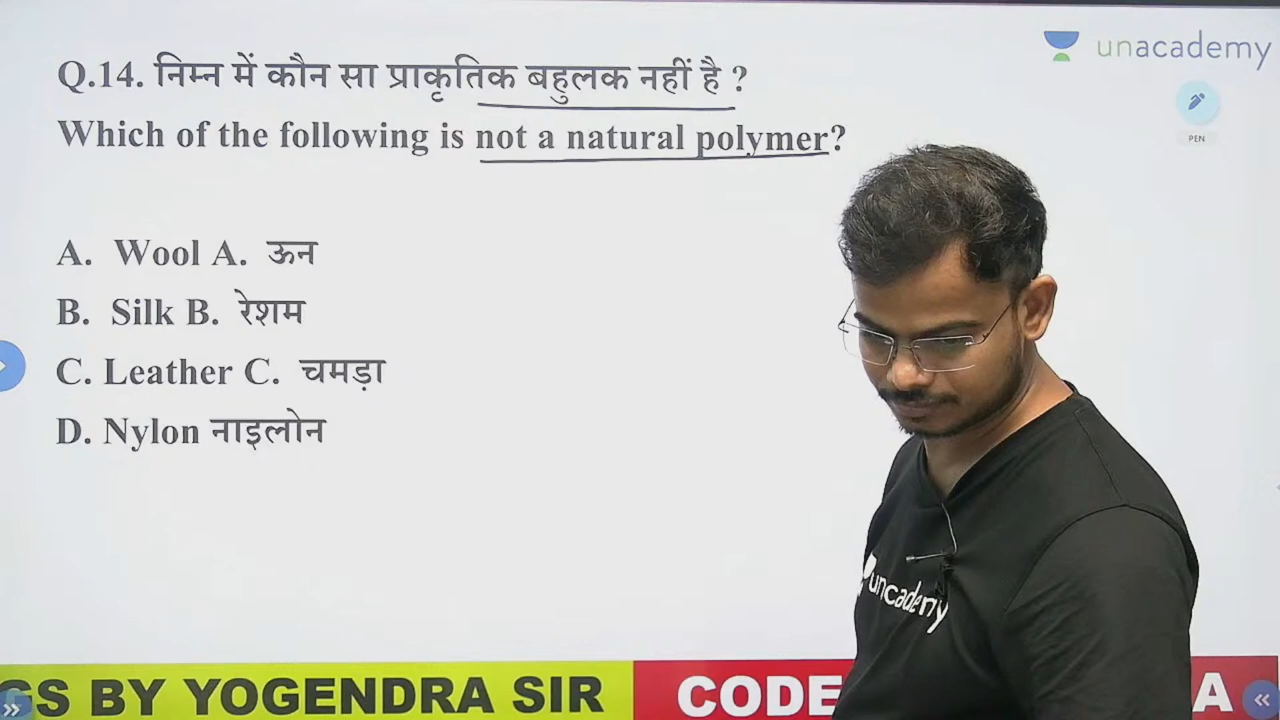 Q.14. निम्न में कौन सा प्राकृतिक बहुलक नहीं है ?
Which of the following is not a natural polymer?
A. Wool A. ऊन
B. Silk B. रेशम
C. Leather C. चमड़ा
D. Nylon नाइलोन
unacademy
PEN
unacademy
GS BY YOGENDRA SIR
CODE
A